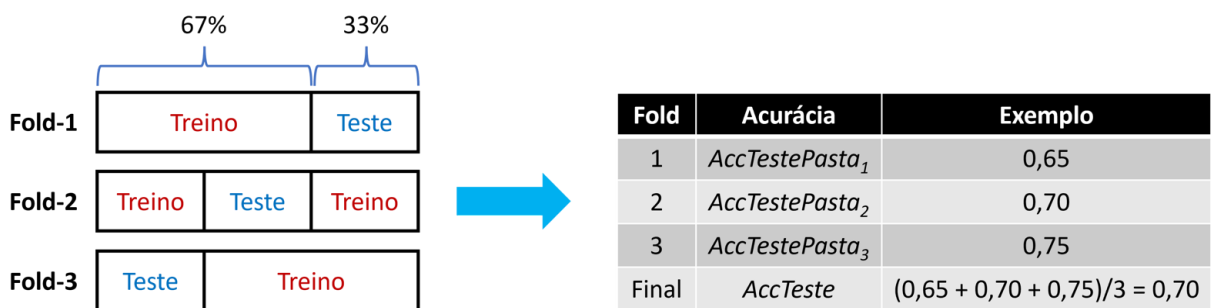 67% 33%
Fold-1 Treino Teste
Fold-2 Treino Teste Treino
Fold-3 Teste Treino
Fold Acurácia Exemplo
1 AccTestePasta₁ 0,65
2 AccTestePasta₂ 0,70
3 AccTestePasta₃ 0,75
Final AccTeste (0,65 + 0,70 + 0,75)/3 = 0,70